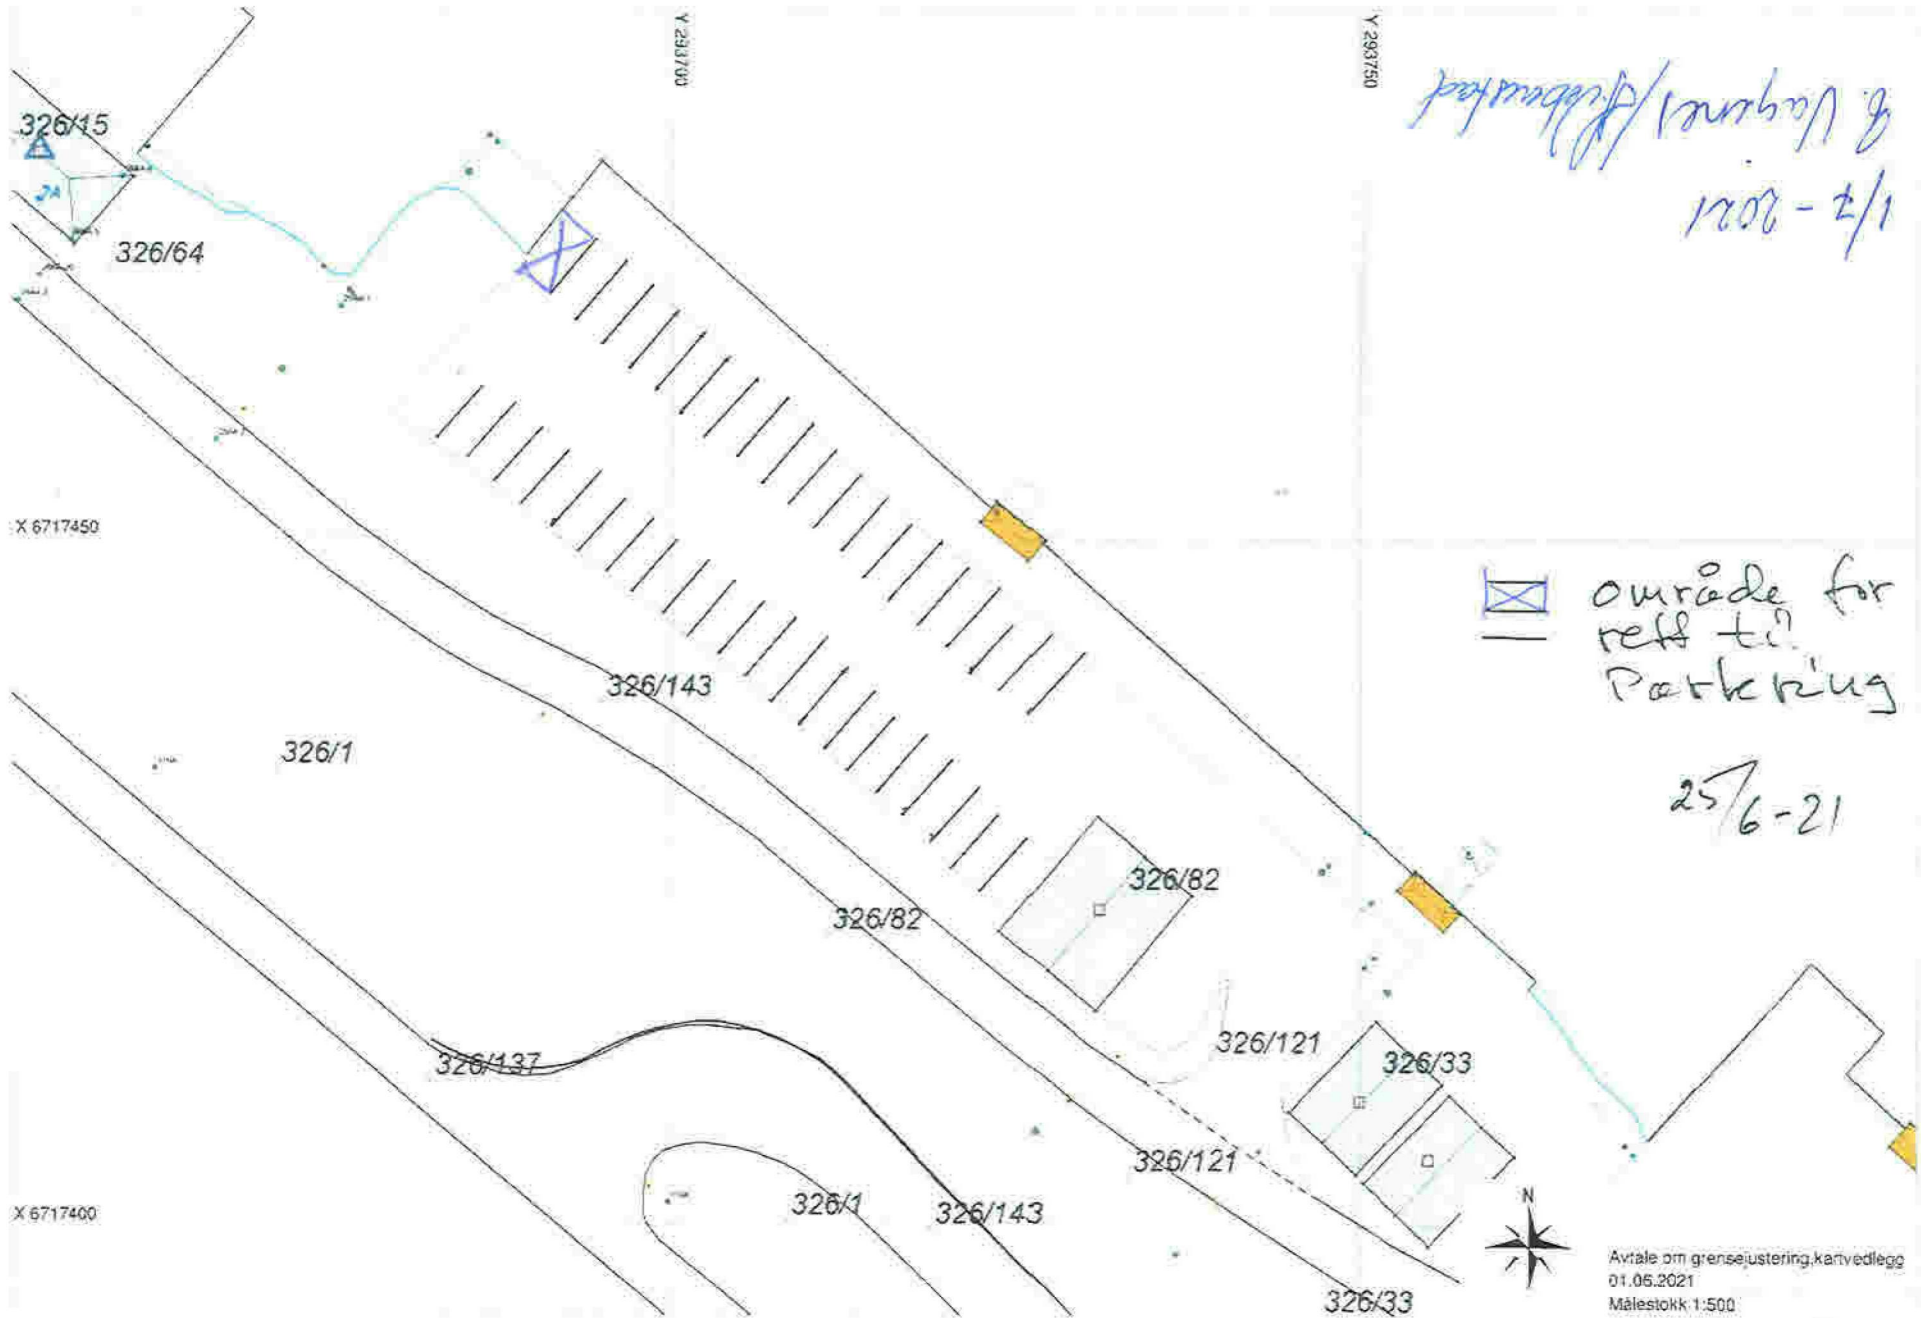 Y 293700
Y 293750
1/7 - 2021
326/15
2A
326/64
X 6717450
område for
rett til
Parkering
326/143
326/1
25/6-21
326/82
326/82
326/121
326/33
326/137
326/121
326/1
326/143
X 6717400
N
326/33
Avtale om grensejustering,kartvedlegg
01.06.2021
Målestokk 1:500